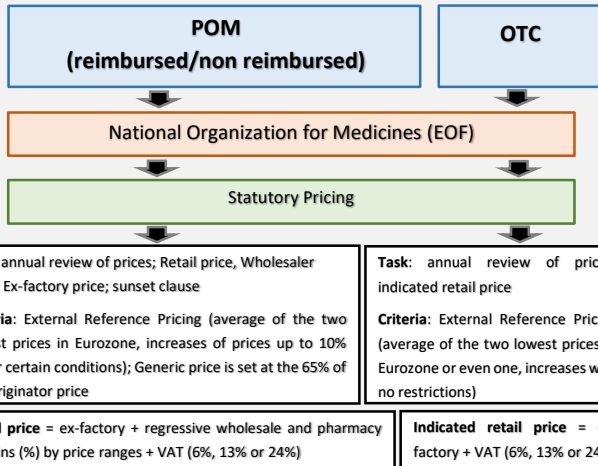 POM
(reimbursed/non reimbursed)
OTC
National Organization for Medicines (EOF)
Statutory Pricing
annual review of prices; Retail price, Wholesaler
Ex-factory price; sunset clause
ria: External Reference Pricing (average of the two
st prices in Eurozone, increases of prices up to 10%
r certain conditions); Generic price is set at the 65% of
riginator price
Task: annual review of pric
indicated retail price
Criteria: External Reference Pric
(average of the two lowest prices
Eurozone or even one, increases w
no restrictions)
l price = ex-factory + regressive wholesale and pharmacy
ins (%) by price ranges + VAT (6%, 13% or 24%)
Indicated retail price =
factory + VAT (6%, 13% or 24